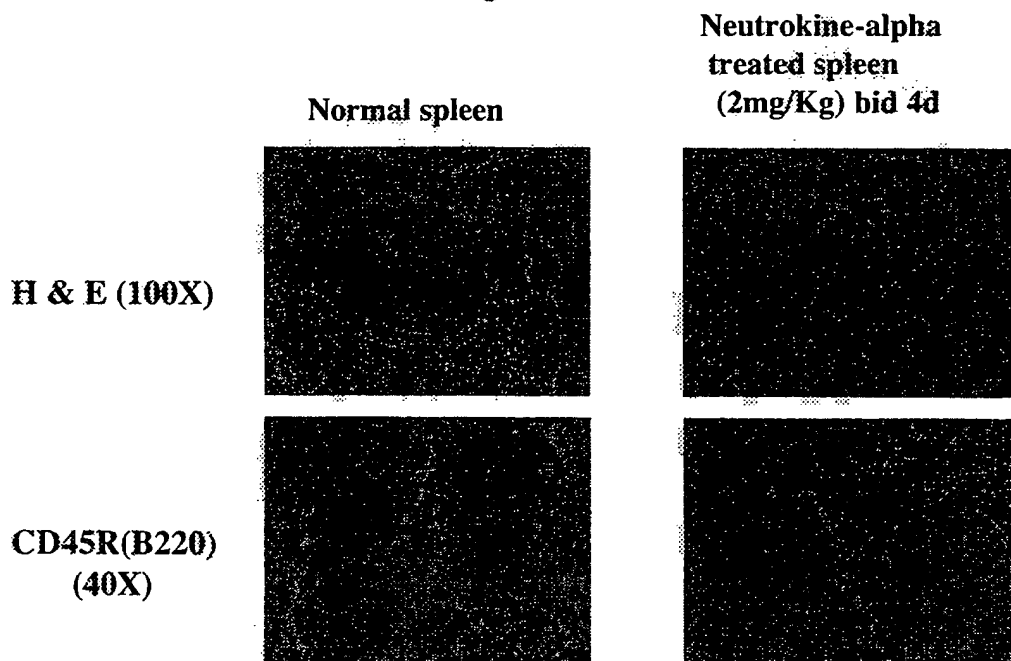 Neutrokine-alpha
treated spleen
(2mg/Kg) bid 4d
Normal spleen
H & E (100X)
CD45R(B220)
(40X)